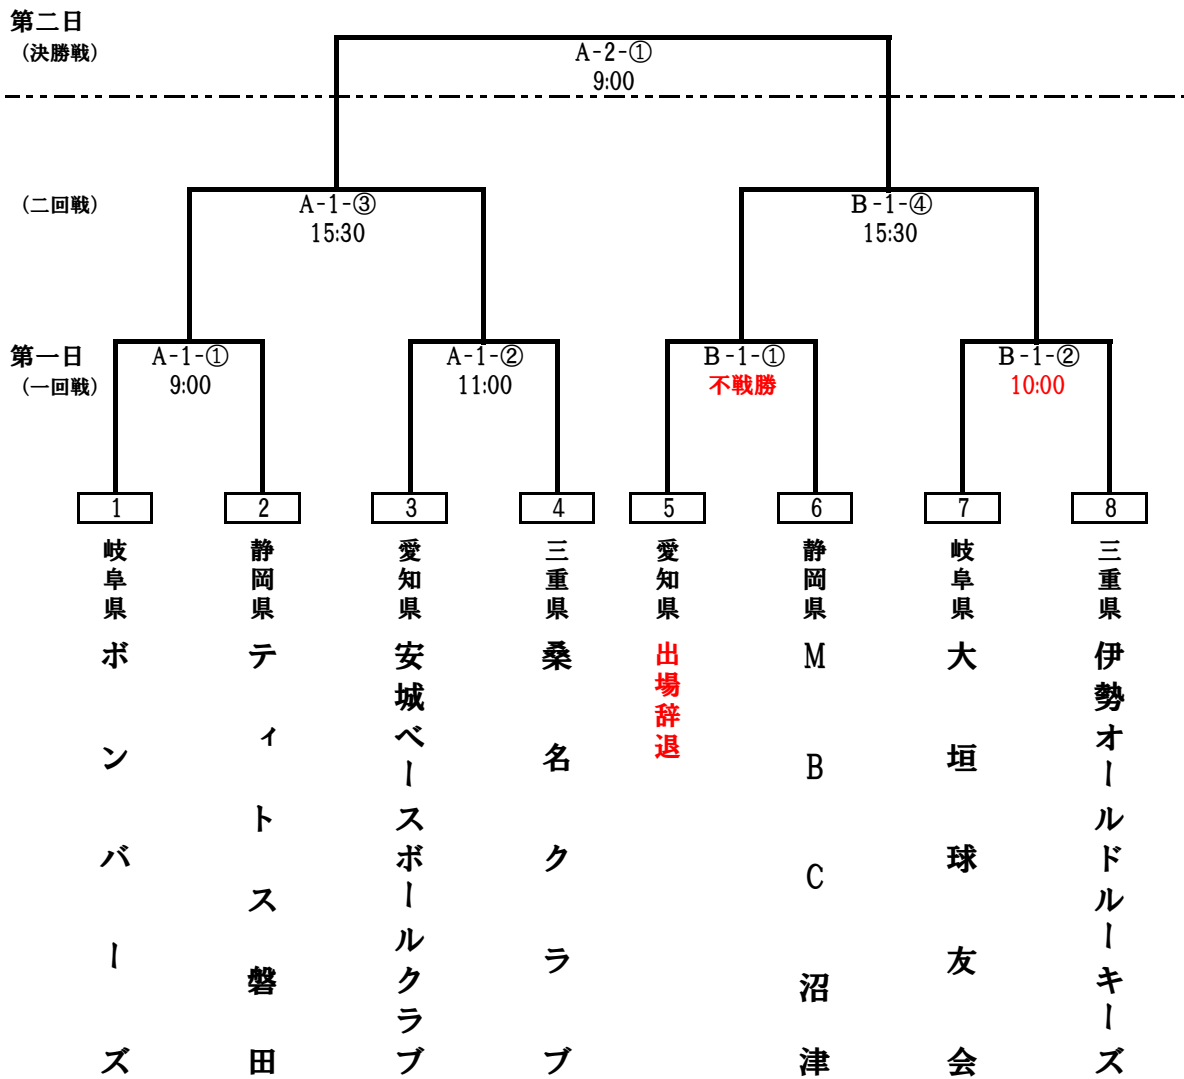 第二日
(決勝戦)
A-2-①
9:00
(二回戦)
A-1-③
15:30
B-1-④
15:30
第一日
(一回戦)
A-1-①
9:00
A-1-②
11:00
B-1-①
不戦勝
B-1-②
10:00
1
2
3
4
5
6
7
8
岐阜県
静岡県
愛知県
三重県
愛知県
静岡県
岐阜県
三重県
ボンバーズ
ティトス磐田
安城ベースボールクラブ
桑名クラブ
出場辞退
MBC沼津
大垣球友会
伊勢オールドルーキーズ